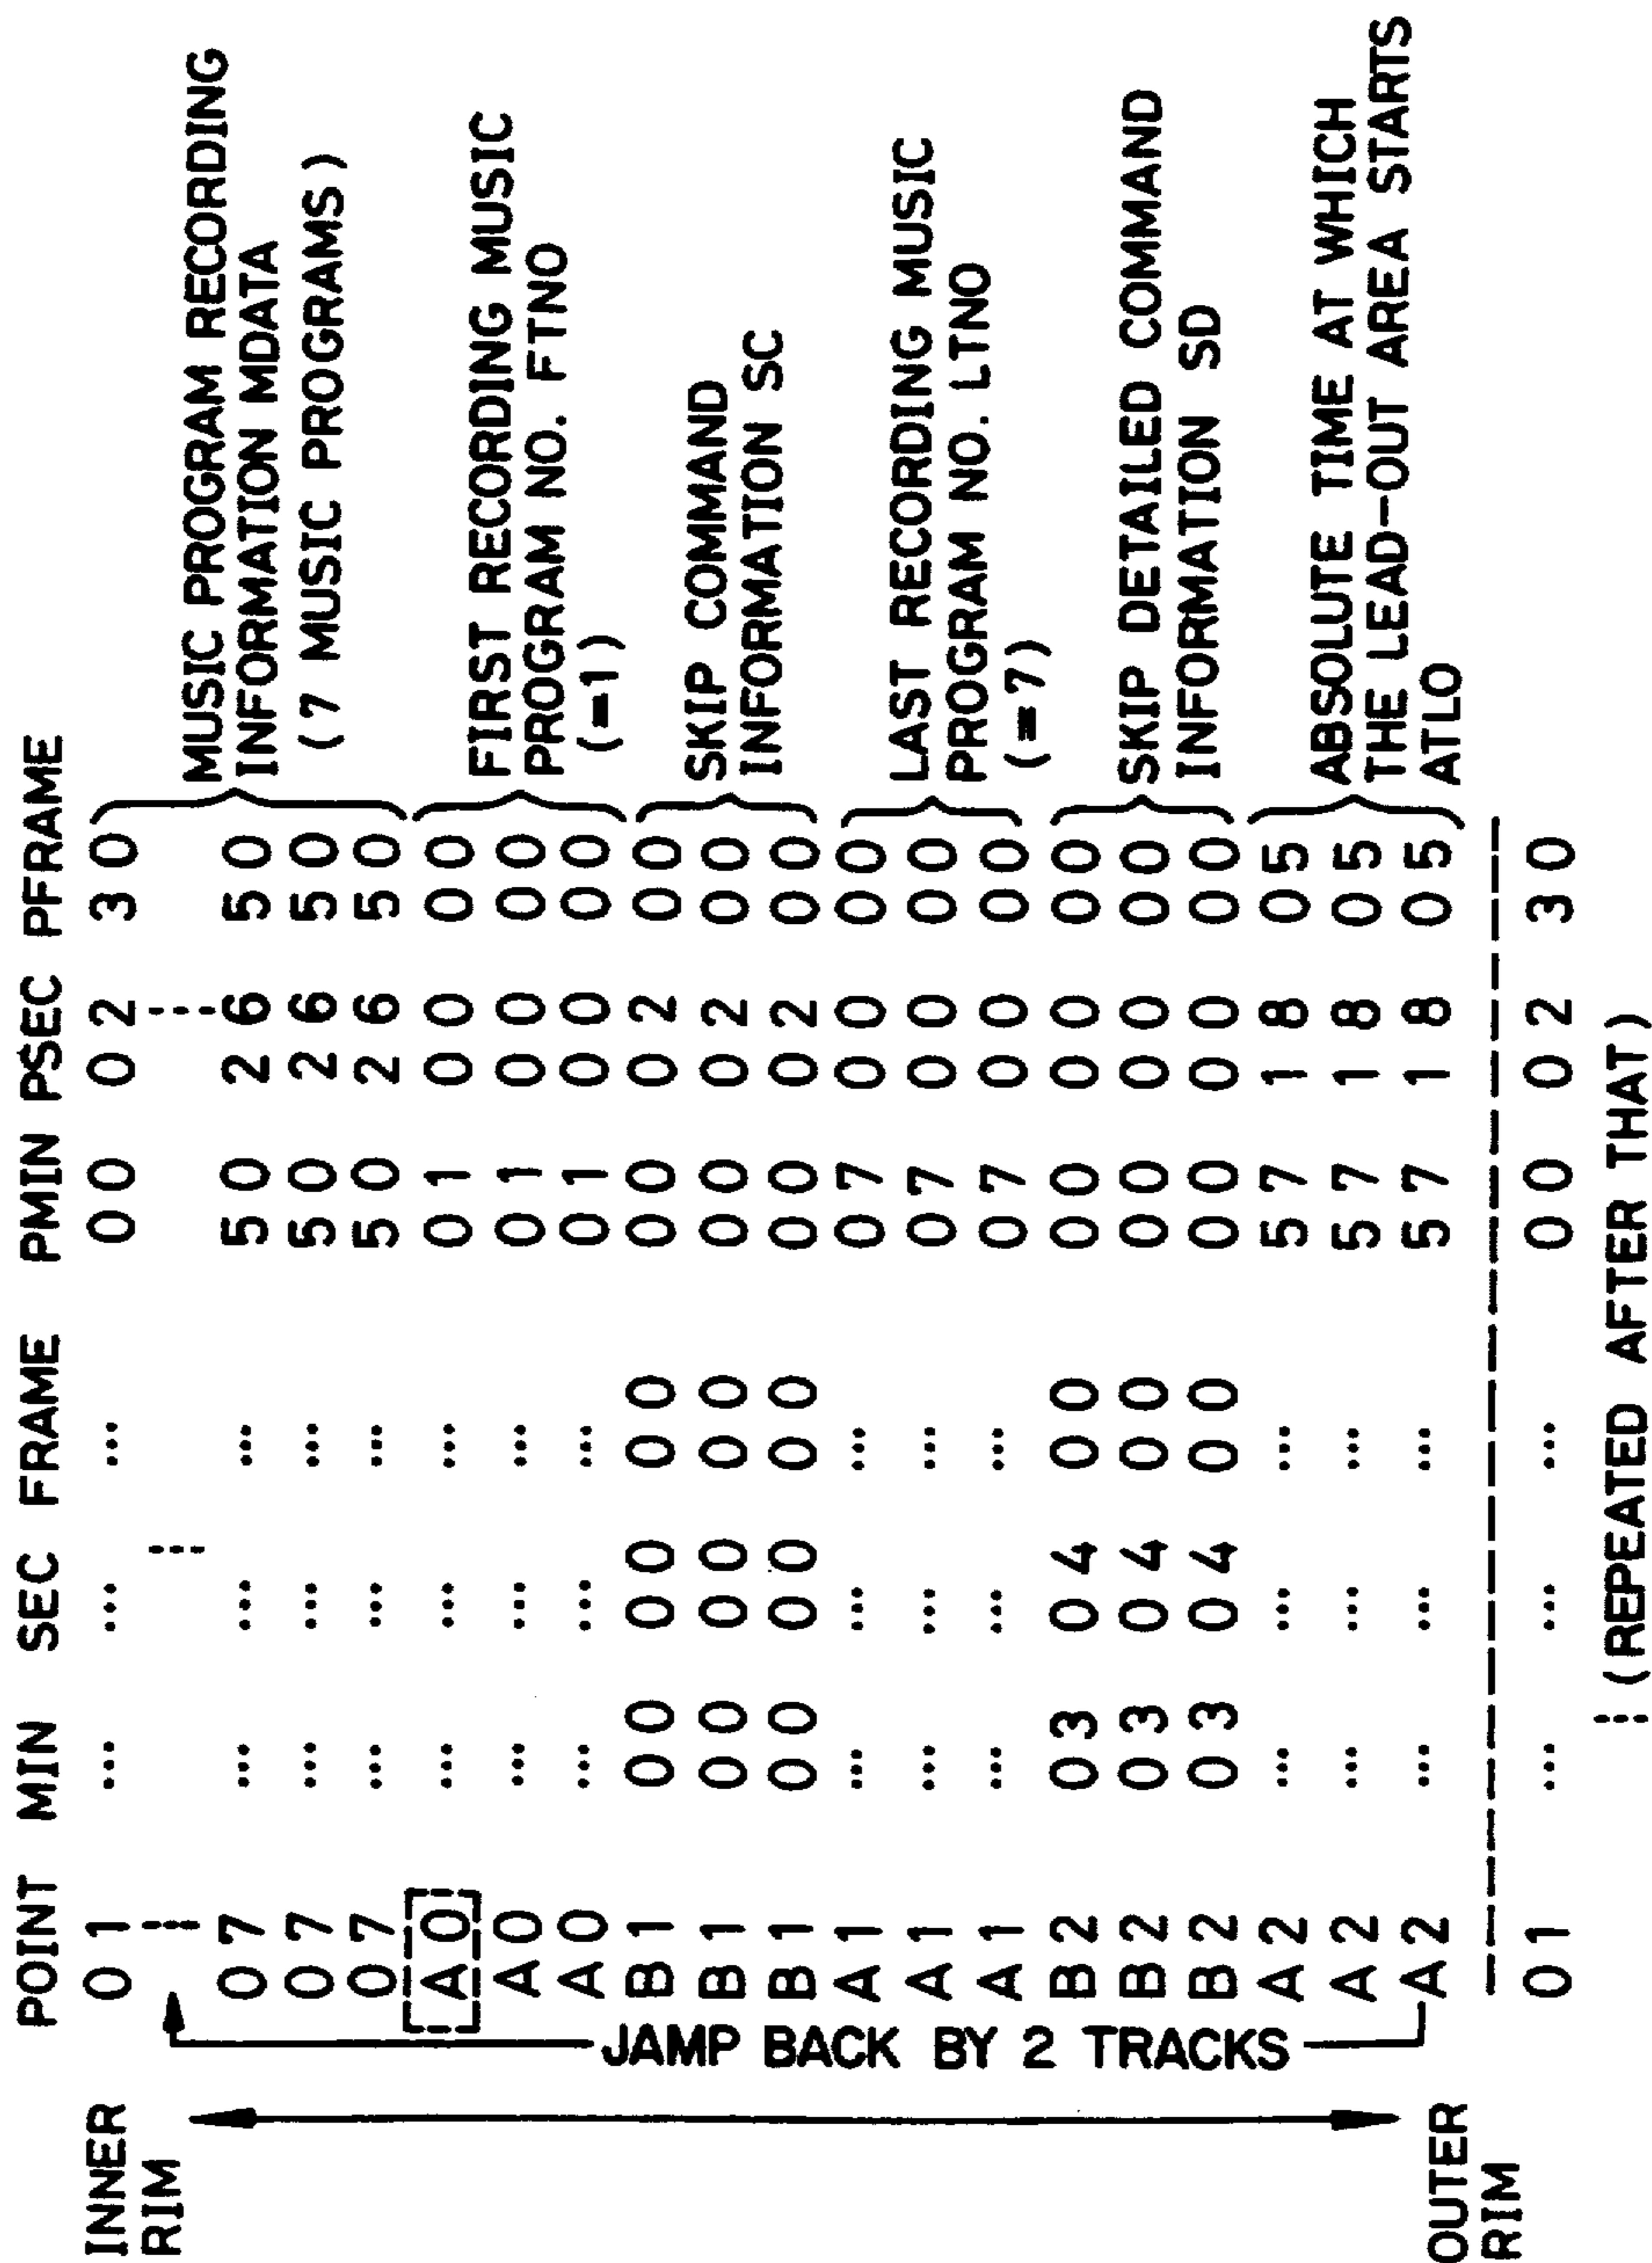 POINT MIN SEC FRAME PMIN PSEC PFRAME
INNER RIM
01 ... ... ... 00 02 30
07 ... ... ... 50 26 50
07 ... ... ... 50 26 50
07 ... ... ... 50 26 50
MUSIC PROGRAM RECORDING
INFORMATION MDATA
(7 MUSIC PROGRAMS)
A0 ... ... ... 01 00 00
A0 ... ... ... 01 00 00
A0 ... ... ... 01 00 00
FIRST RECORDING MUSIC
PROGRAM NO. FTNO
(=1)
B1 00 00 00 00 02 00
B1 00 00 00 00 02 00
B1 00 00 00 00 02 00
SKIP COMMAND
INFORMATION SC
A1 ... ... ... 07 00 00
A1 ... ... ... 07 00 00
A1 ... ... ... 07 00 00
LAST RECORDING MUSIC
PROGRAM NO. LTNO
(=7)
B2 03 04 00 00 00 00
B2 03 04 00 00 00 00
B2 03 04 00 00 00 00
SKIP DETAILED COMMAND
INFORMATION SD
A2 ... ... ... 57 18 05
A2 ... ... ... 57 18 05
A2 ... ... ... 57 18 05
ABSOLUTE TIME AT WHICH
THE LEAD-OUT AREA STARTS
ATLO
JAMP BACK BY 2 TRACKS
OUTER
RIM
01 ... ... ... 00 02 30
(REPEATED AFTER THAT)